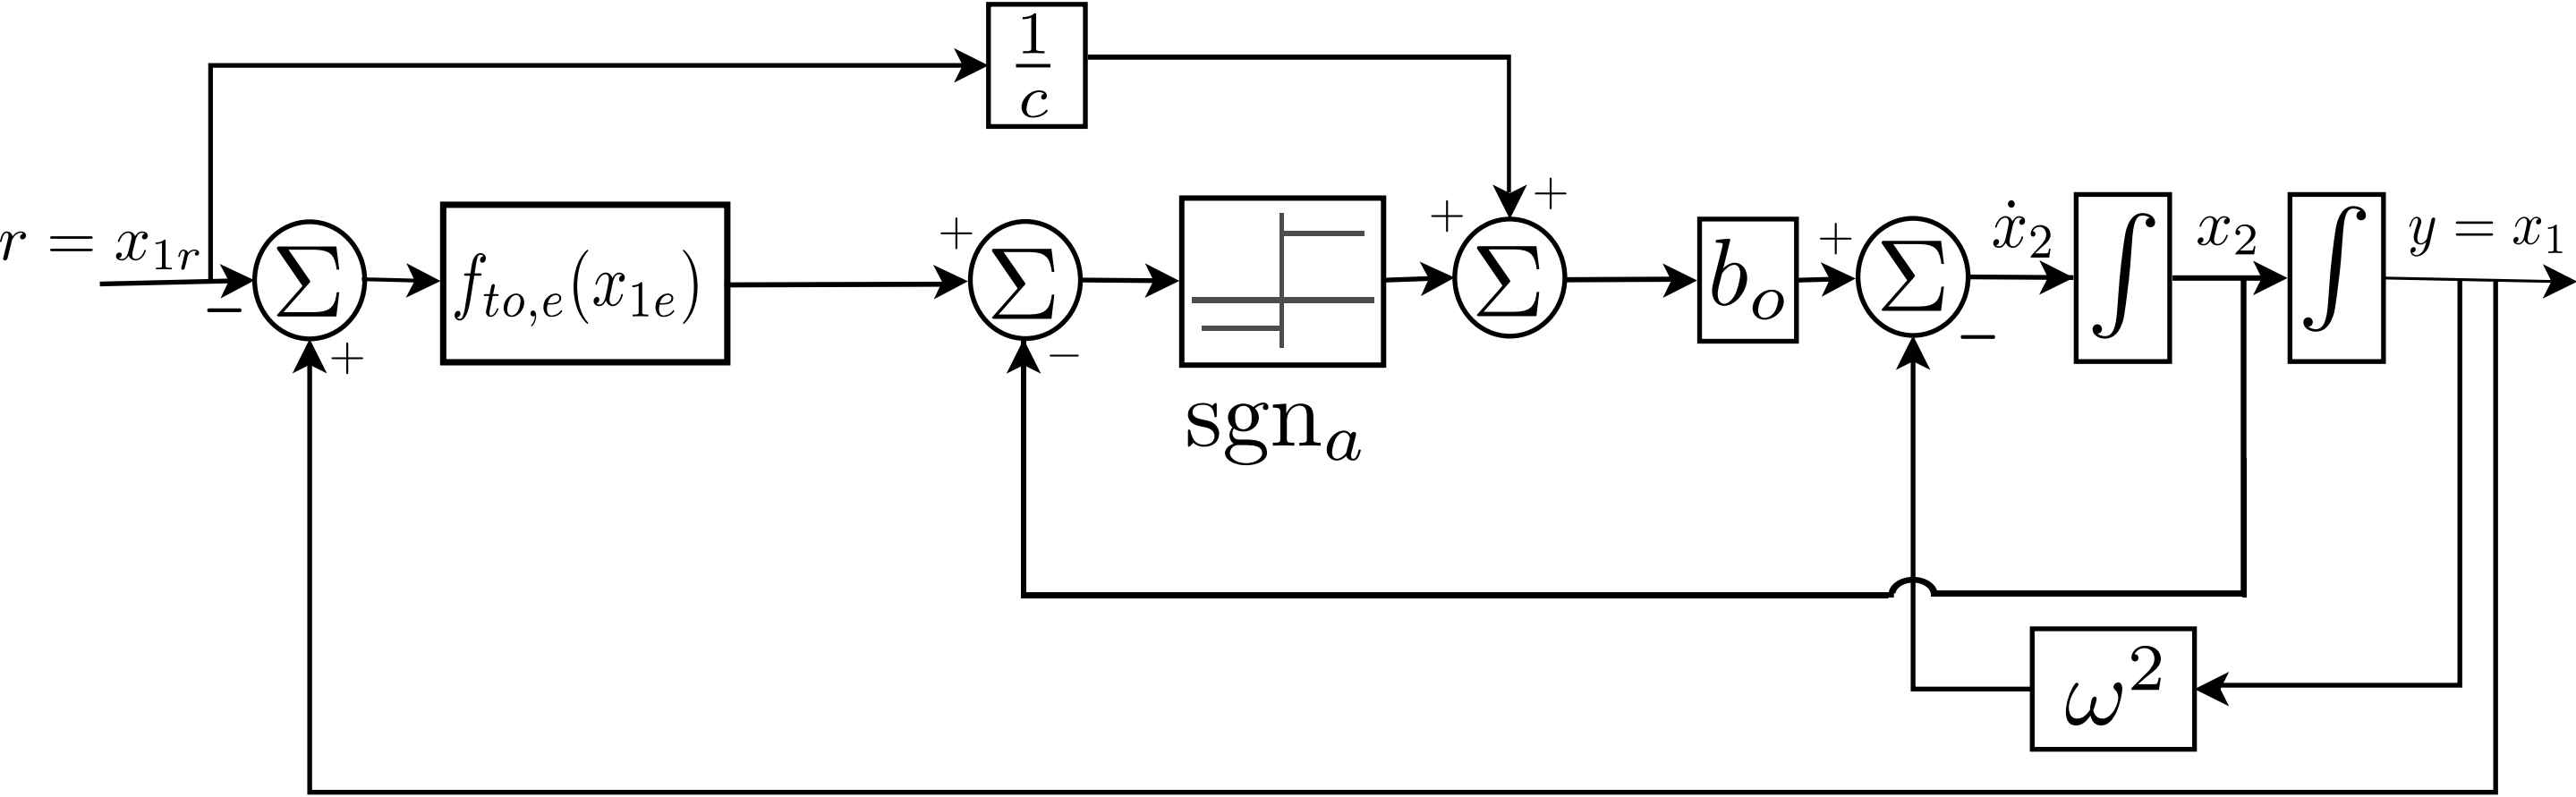 1/c
r = x_{1r}
−
Σ
+
f_{to,e}(x_{1e})
+
Σ
−
sgn_a
+
+
Σ
b_o
+
Σ
−
ẋ_2
∫
x_2
∫
y = x_1
ω^2